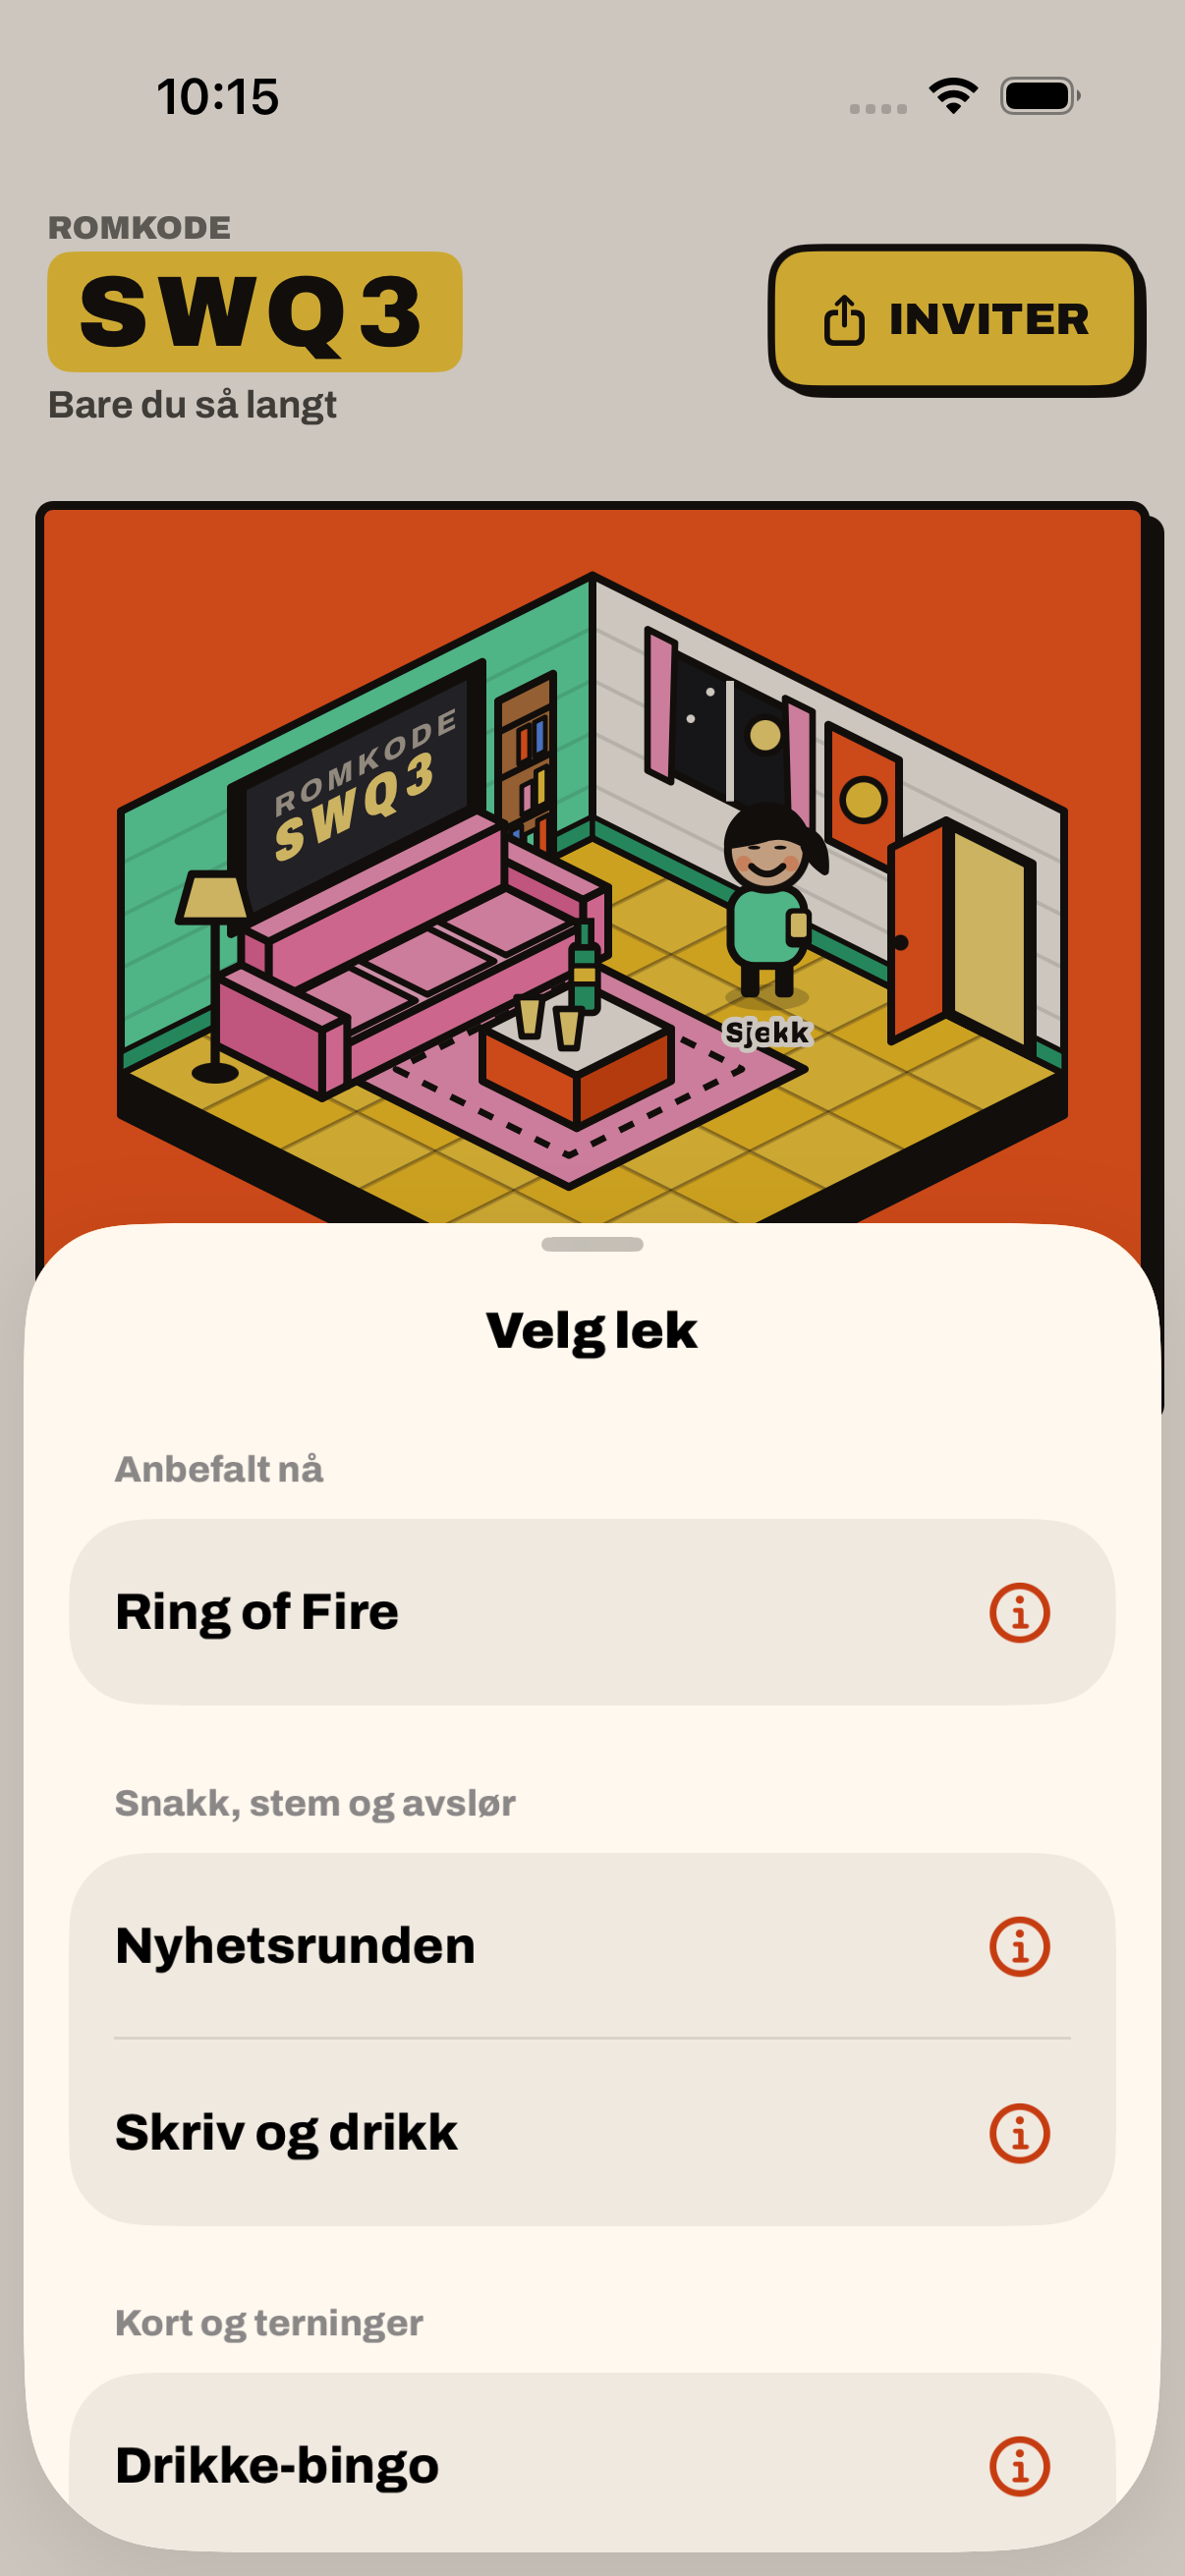 10:15
ROMKODE
SWQ3
Bare du så langt
INVITER
ROMKODE
SWQ3
Sjekk
Velg lek
Anbefalt nå
Ring of Fire
Snakk, stem og avslør
Nyhetsrunden
Skriv og drikk
Kort og terninger
Drikke-bingo